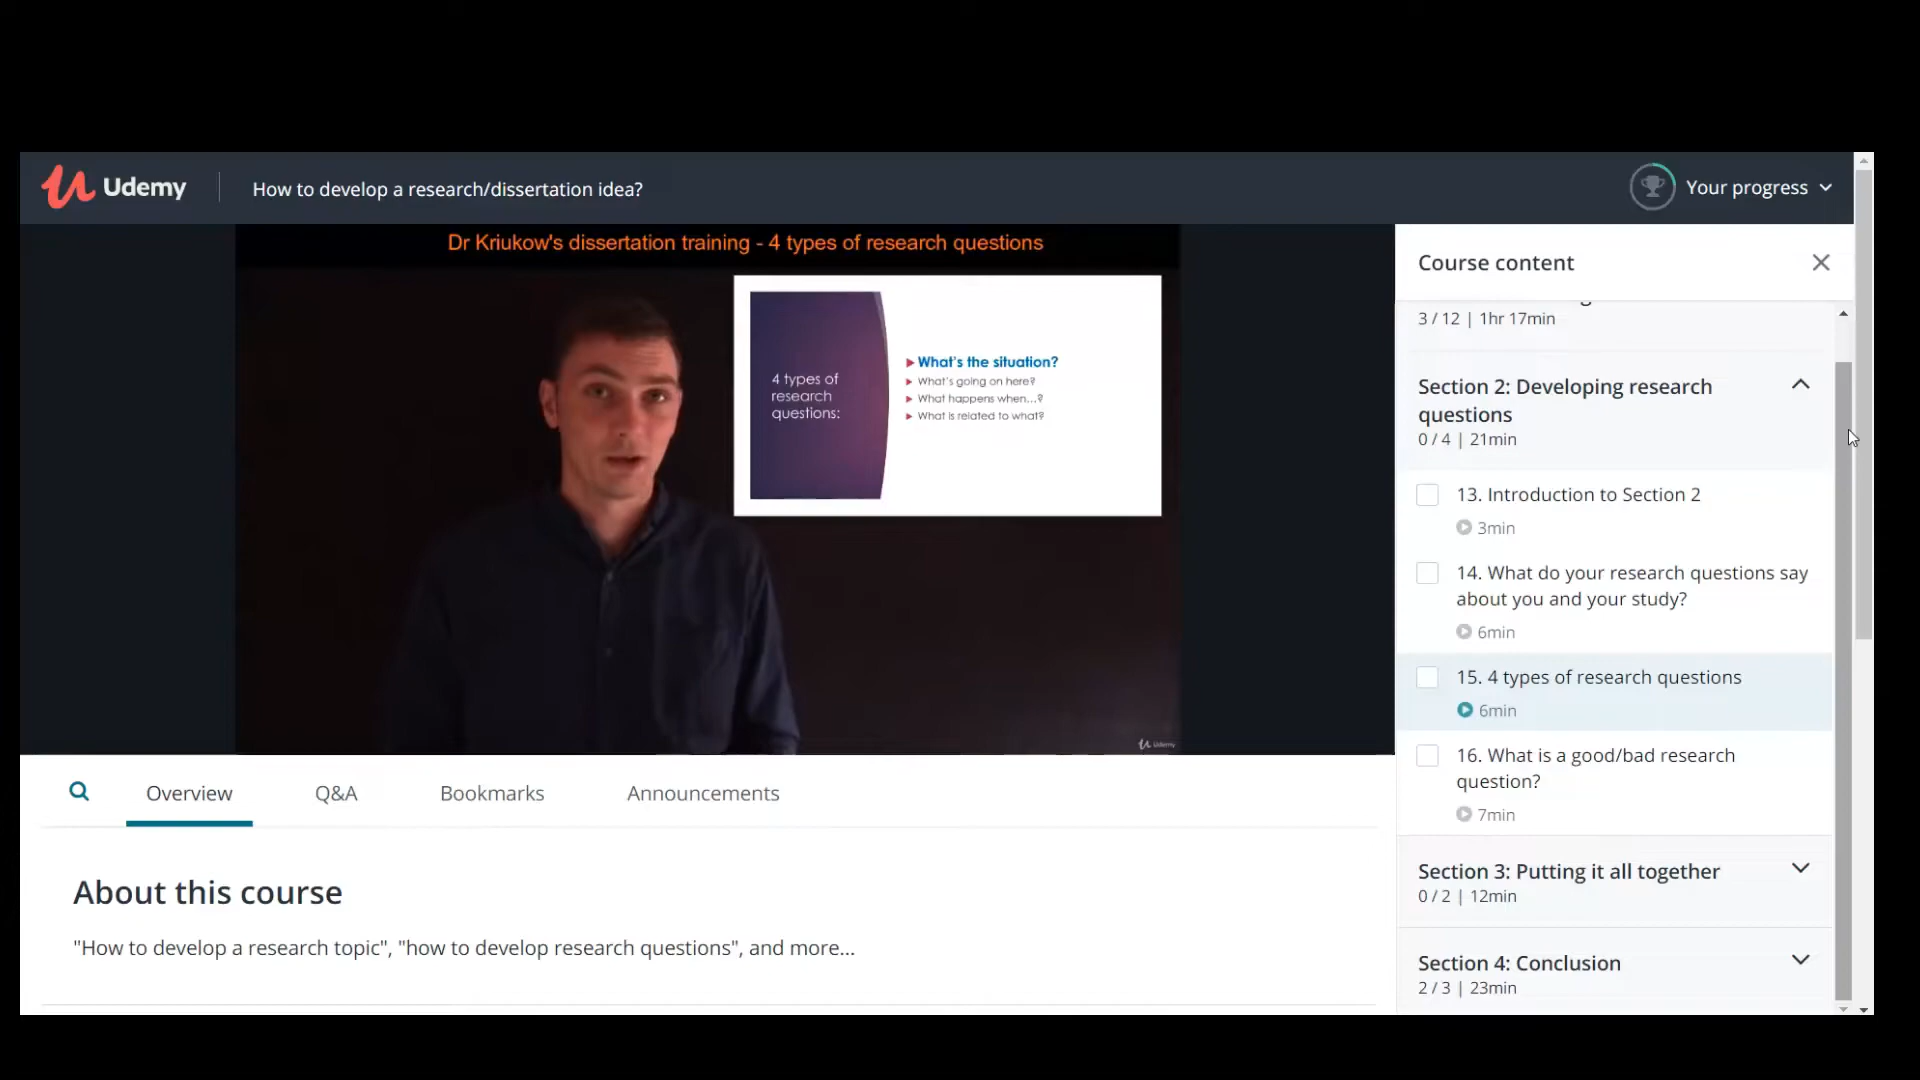 Udemy
How to develop a research/dissertation idea?
Your progress
Dr Kriukow's dissertation training - 4 types of research questions
4 types of
research
questions:
What's the situation?
What's going on here?
What happens when...?
What is related to what?
Udemy
Course content
3 / 12 | 1hr 17min
Section 2: Developing research
questions
0 / 4 | 21min
13. Introduction to Section 2
3min
14. What do your research questions say
about you and your study?
6min
15. 4 types of research questions
6min
16. What is a good/bad research
question?
7min
Section 3: Putting it all together
0 / 2 | 12min
Section 4: Conclusion
2 / 3 | 23min
Overview
Q&A
Bookmarks
Announcements
About this course
"How to develop a research topic", "how to develop research questions", and more...